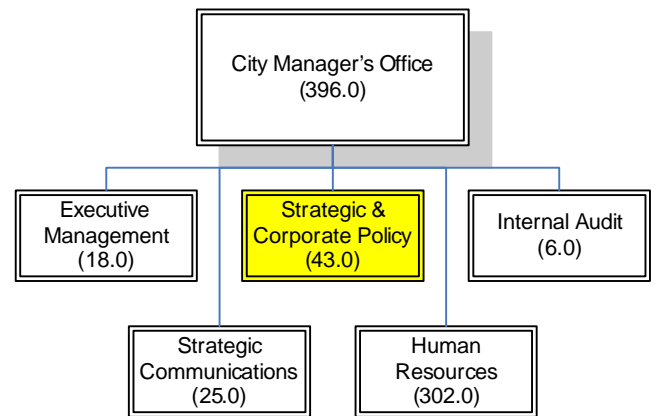 City Manager's Office
(396.0)
Executive
Management
(18.0)
Strategic &
Corporate Policy
(43.0)
Internal Audit
(6.0)
Strategic
Communications
(25.0)
Human
Resources
(302.0)